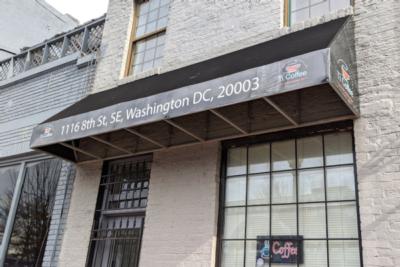 n Coffee
1116 8th St, SE, Washington DC, 20003
Coffee